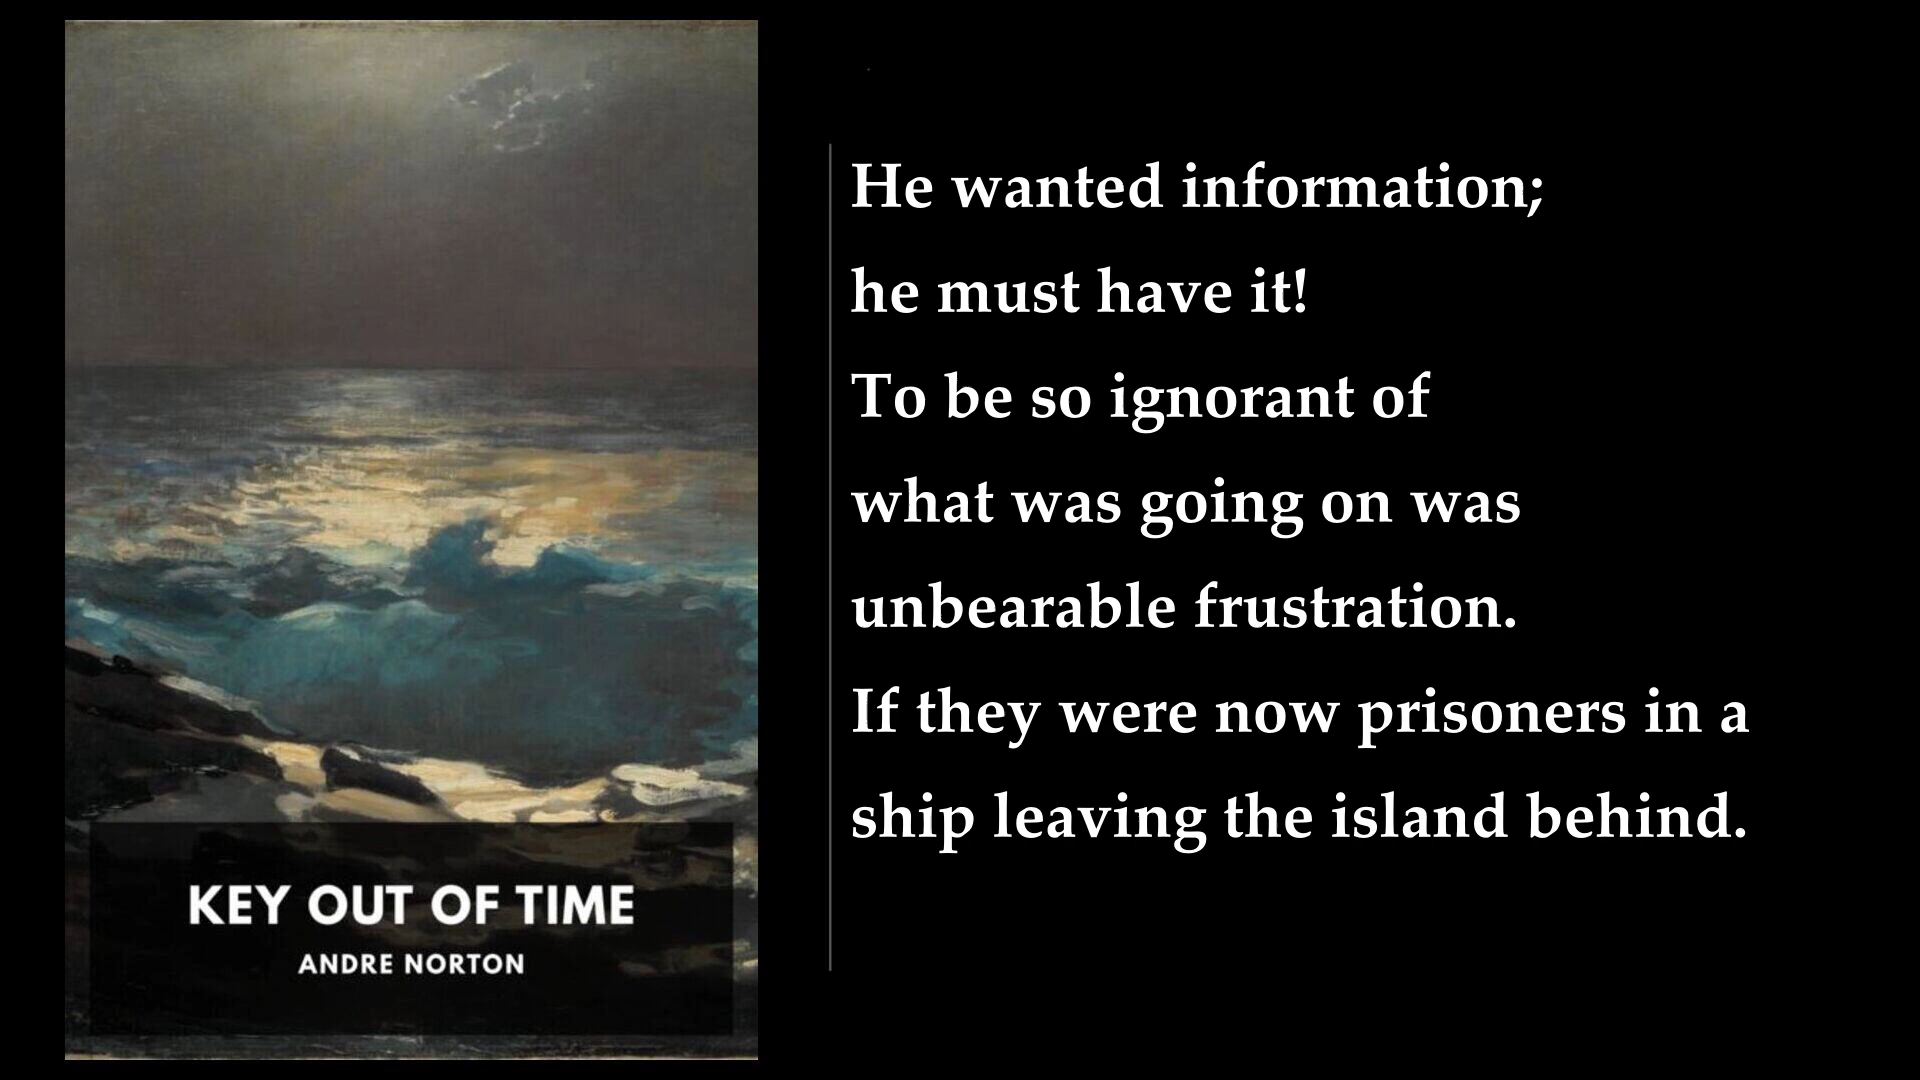 He wanted information;
he must have it!
To be so ignorant of
what was going on was
unbearable frustration.
If they were now prisoners in a
ship leaving the island behind.
KEY OUT OF TIME
ANDRE NORTON